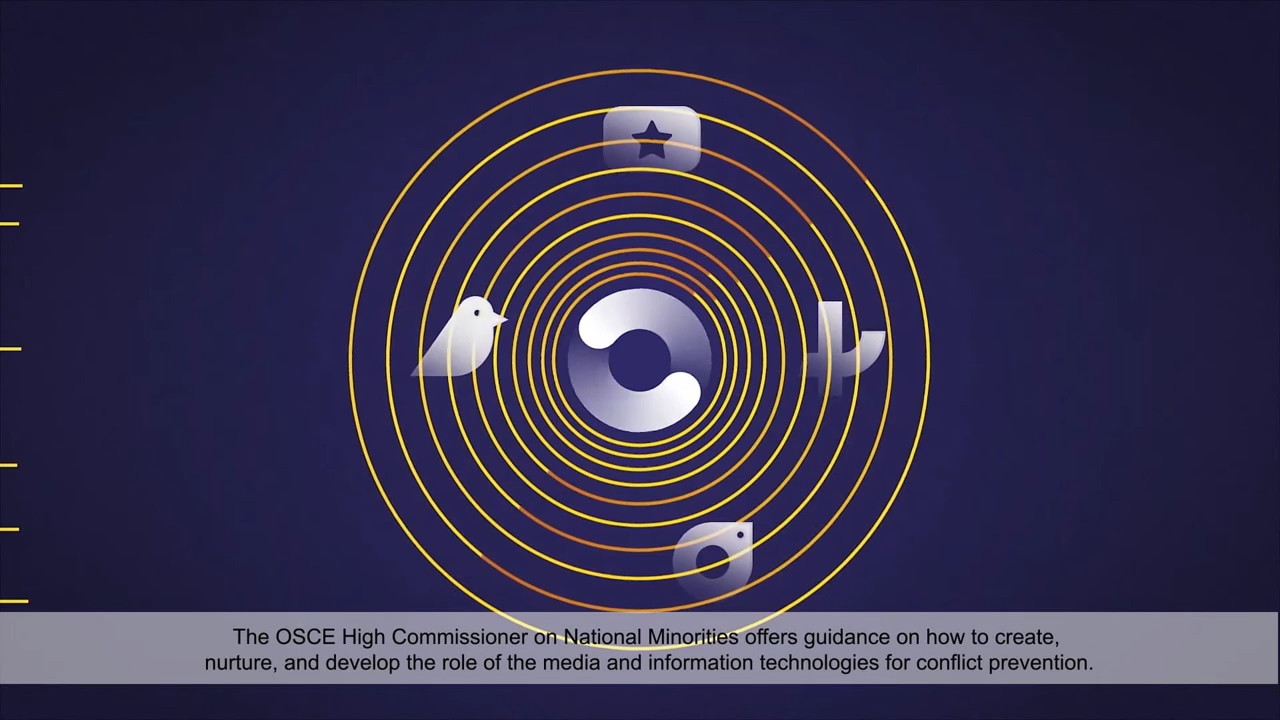 The OSCE High Commissioner on National Minorities offers guidance on how to create,
nurture, and develop the role of the media and information technologies for conflict prevention.